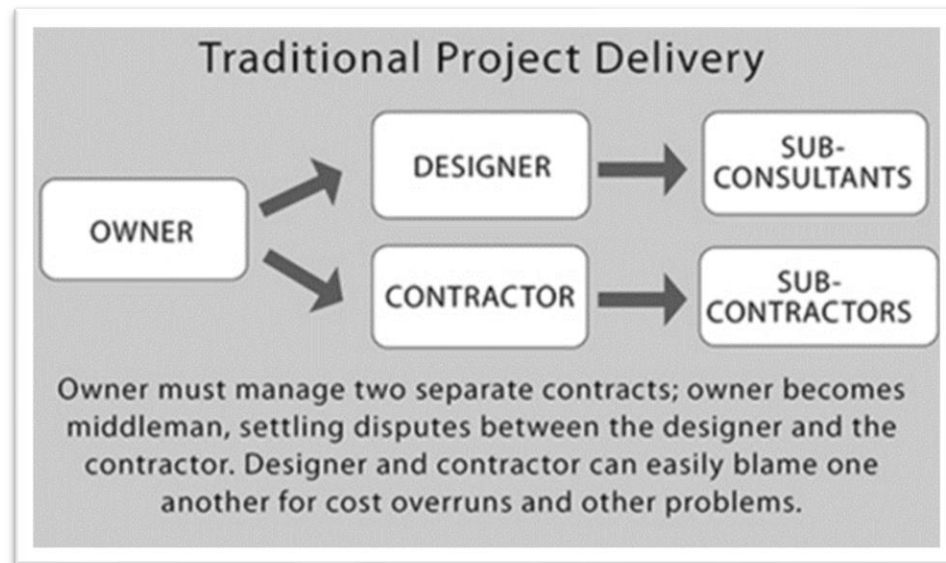 Traditional Project Delivery
OWNER
DESIGNER
SUB-
CONSULTANTS
CONTRACTOR
SUB-
CONTRACTORS
Owner must manage two separate contracts; owner becomes
middleman, settling disputes between the designer and the
contractor. Designer and contractor can easily blame one
another for cost overruns and other problems.